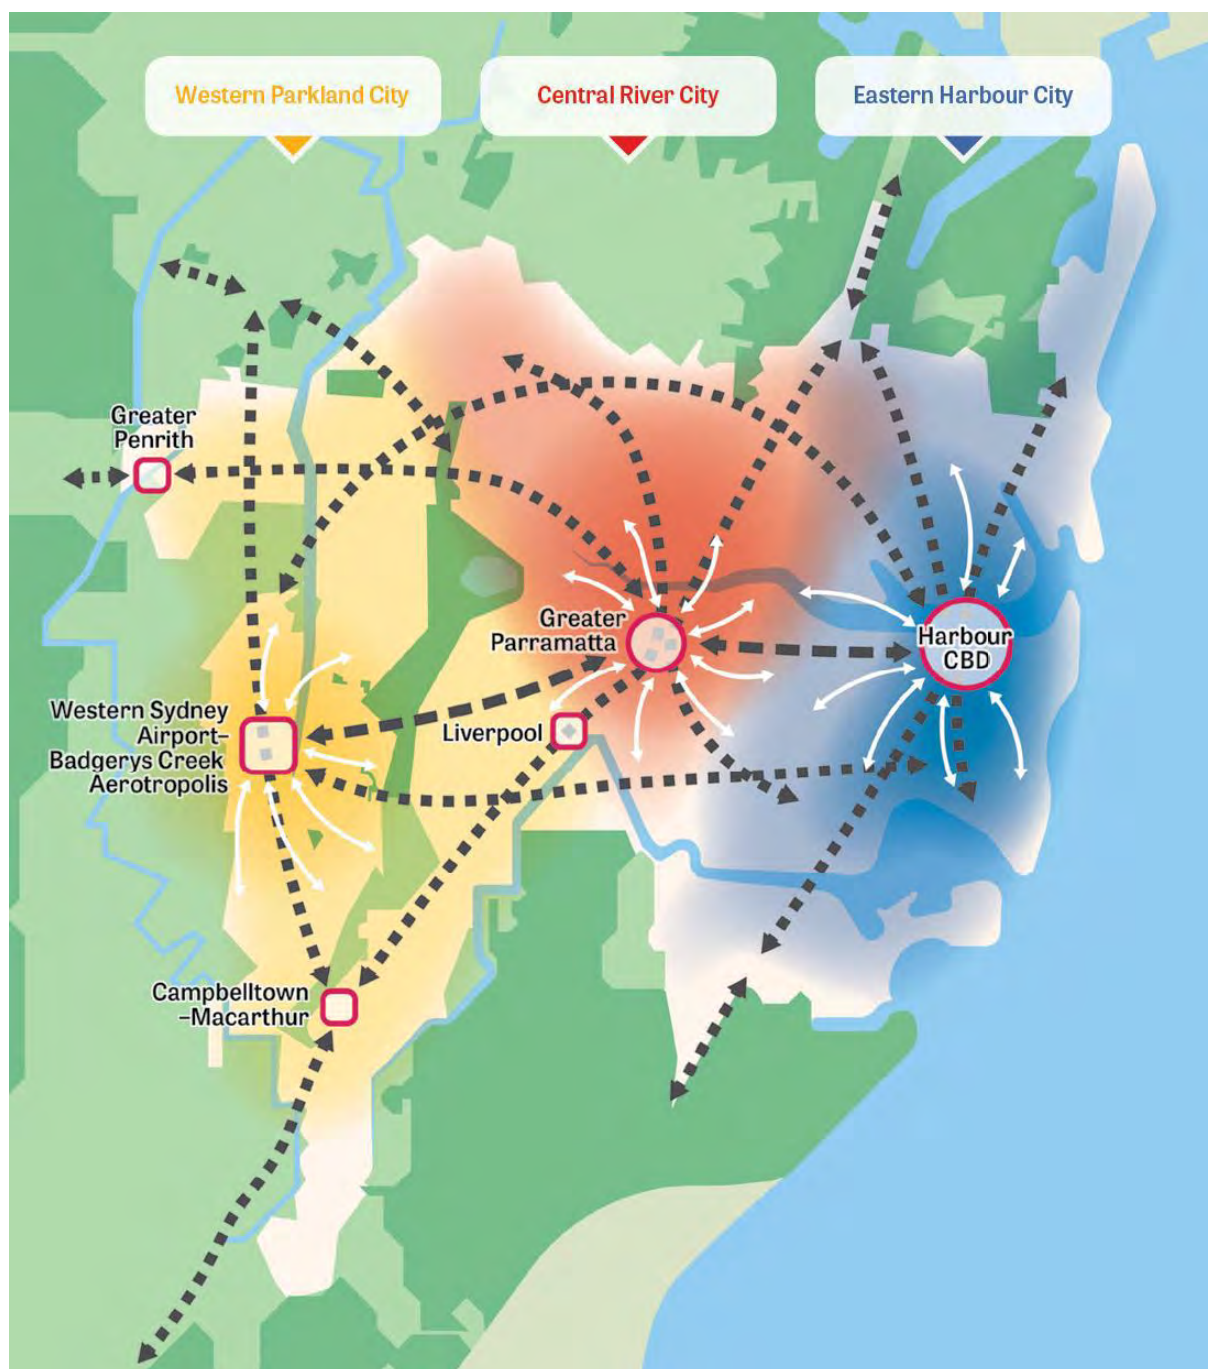 Western Parkland City
Central River City
Eastern Harbour City
Greater
Penrith
Greater
Parramatta
Harbour
CBD
Western Sydney
Airport–
Badgerys Creek
Aerotropolis
Liverpool
Campbelltown
–Macarthur